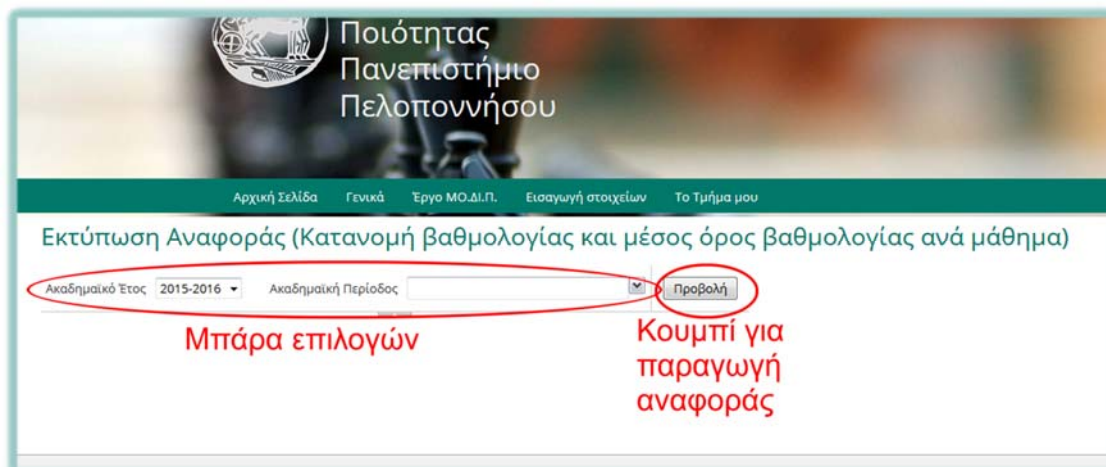 Ποιότητας
Πανεπιστήμιο
Πελοποννήσου
Αρχική Σελίδα Γενικά Έργο ΜΟ.ΔΙ.Π. Εισαγωγή στοιχείων Το Τμήμα μου
Εκτύπωση Αναφοράς (Κατανομή βαθμολογίας και μέσος όρος βαθμολογίας ανά μάθημα)
Ακαδημαϊκό Έτος 2015-2016 Ακαδημαϊκή Περίοδος Προβολή
Μπάρα επιλογών
Κουμπί για
παραγωγή
αναφοράς